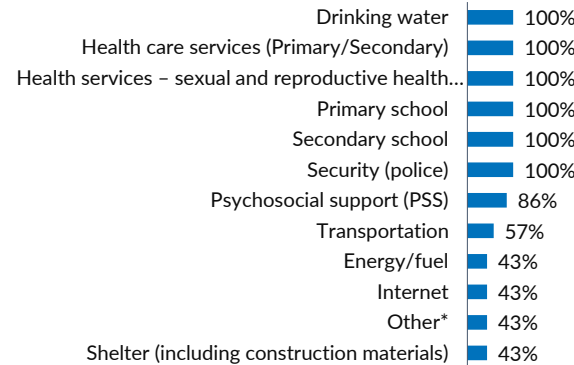 Drinking water 100%
Health care services (Primary/Secondary) 100%
Health services – sexual and reproductive health... 100%
Primary school 100%
Secondary school 100%
Security (police) 100%
Psychosocial support (PSS) 86%
Transportation 57%
Energy/fuel 43%
Internet 43%
Other* 43%
Shelter (including construction materials) 43%